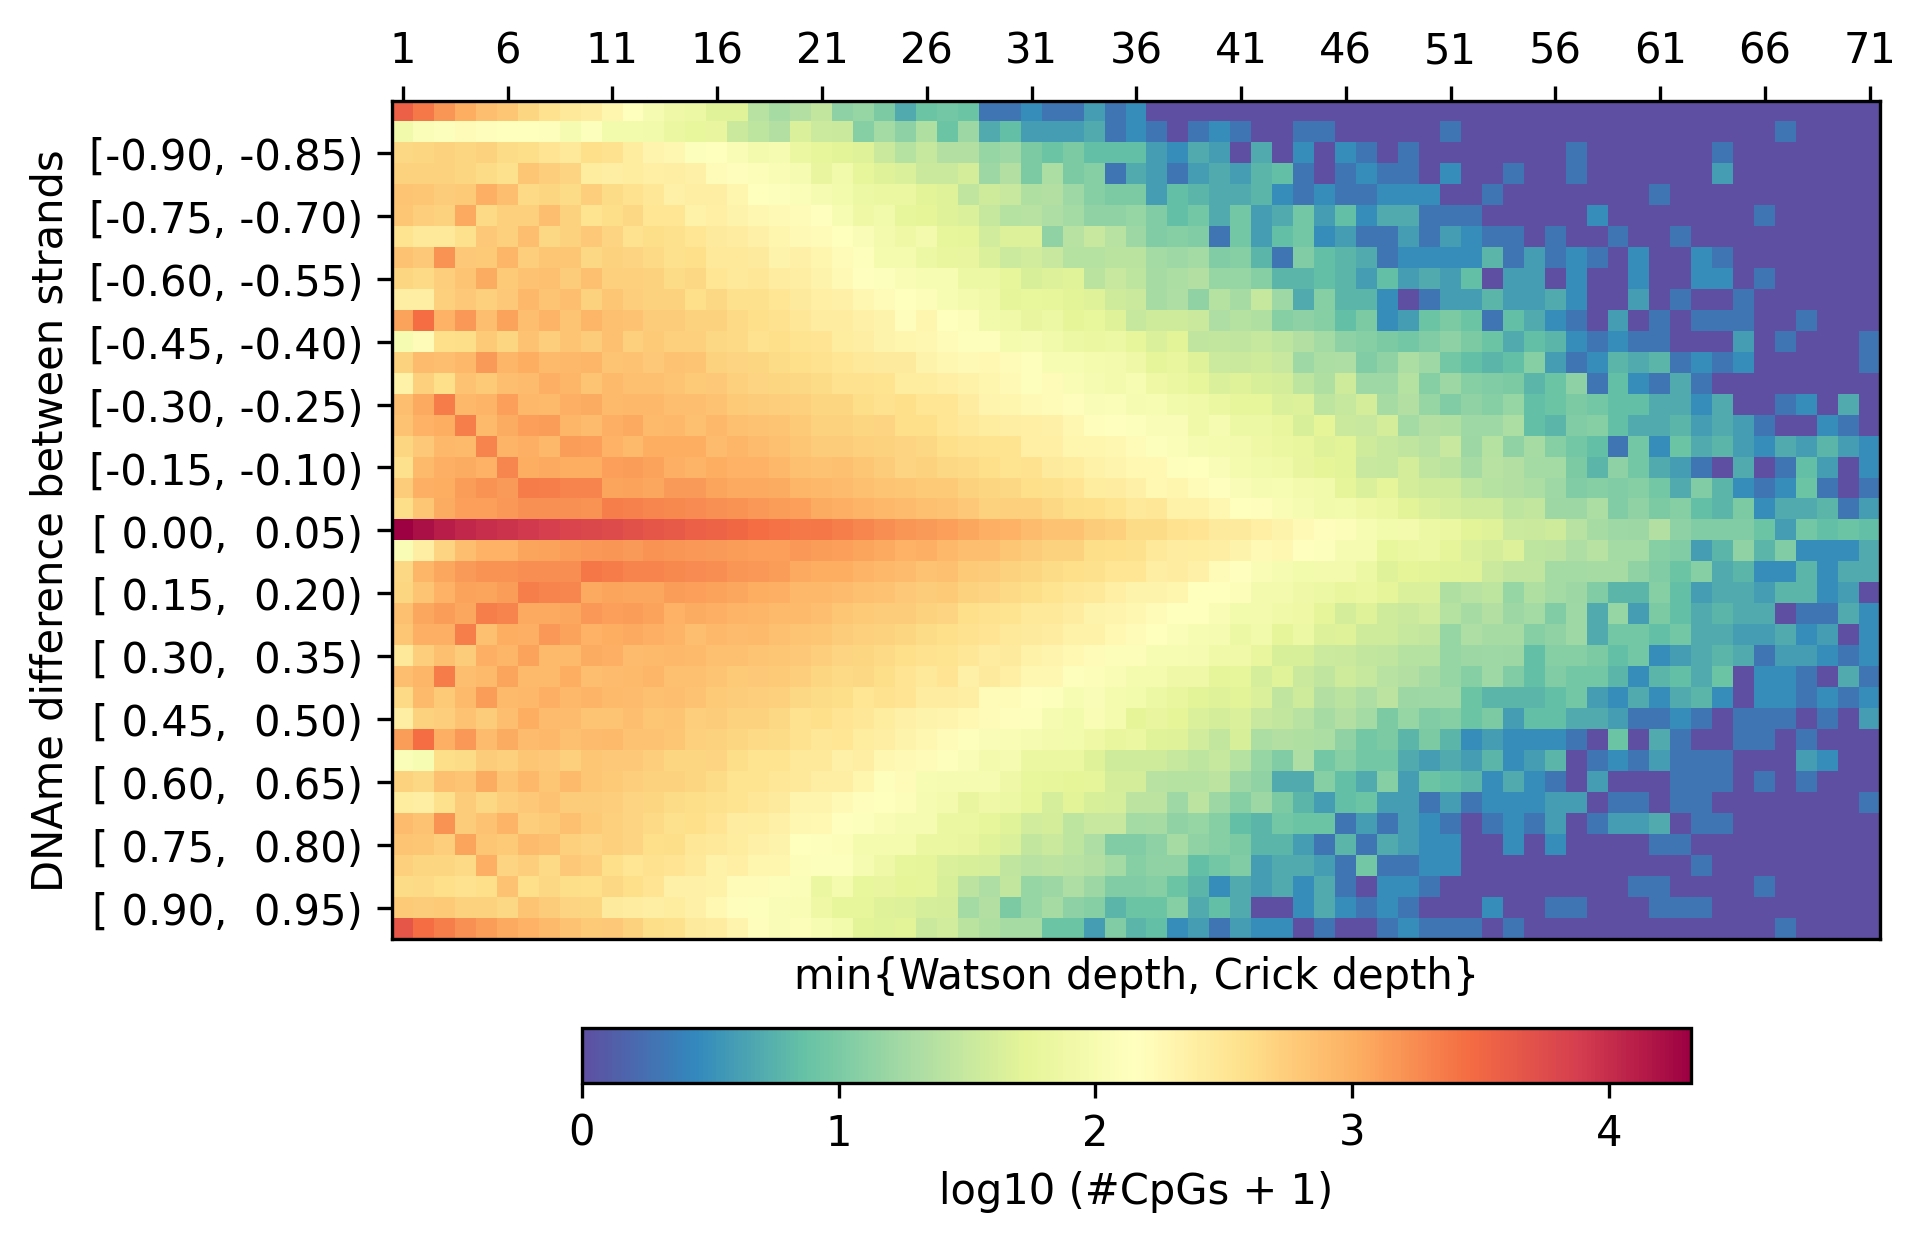 1 6 11 16 21 26 31 36 41 46 51 56 61 66 71
DNAme difference between strands
[-0.90, -0.85)
[-0.75, -0.70)
[-0.60, -0.55)
[-0.45, -0.40)
[-0.30, -0.25)
[-0.15, -0.10)
[ 0.00,  0.05)
[ 0.15,  0.20)
[ 0.30,  0.35)
[ 0.45,  0.50)
[ 0.60,  0.65)
[ 0.75,  0.80)
[ 0.90,  0.95)
min{Watson depth, Crick depth}
0 1 2 3 4
log10 (#CpGs + 1)